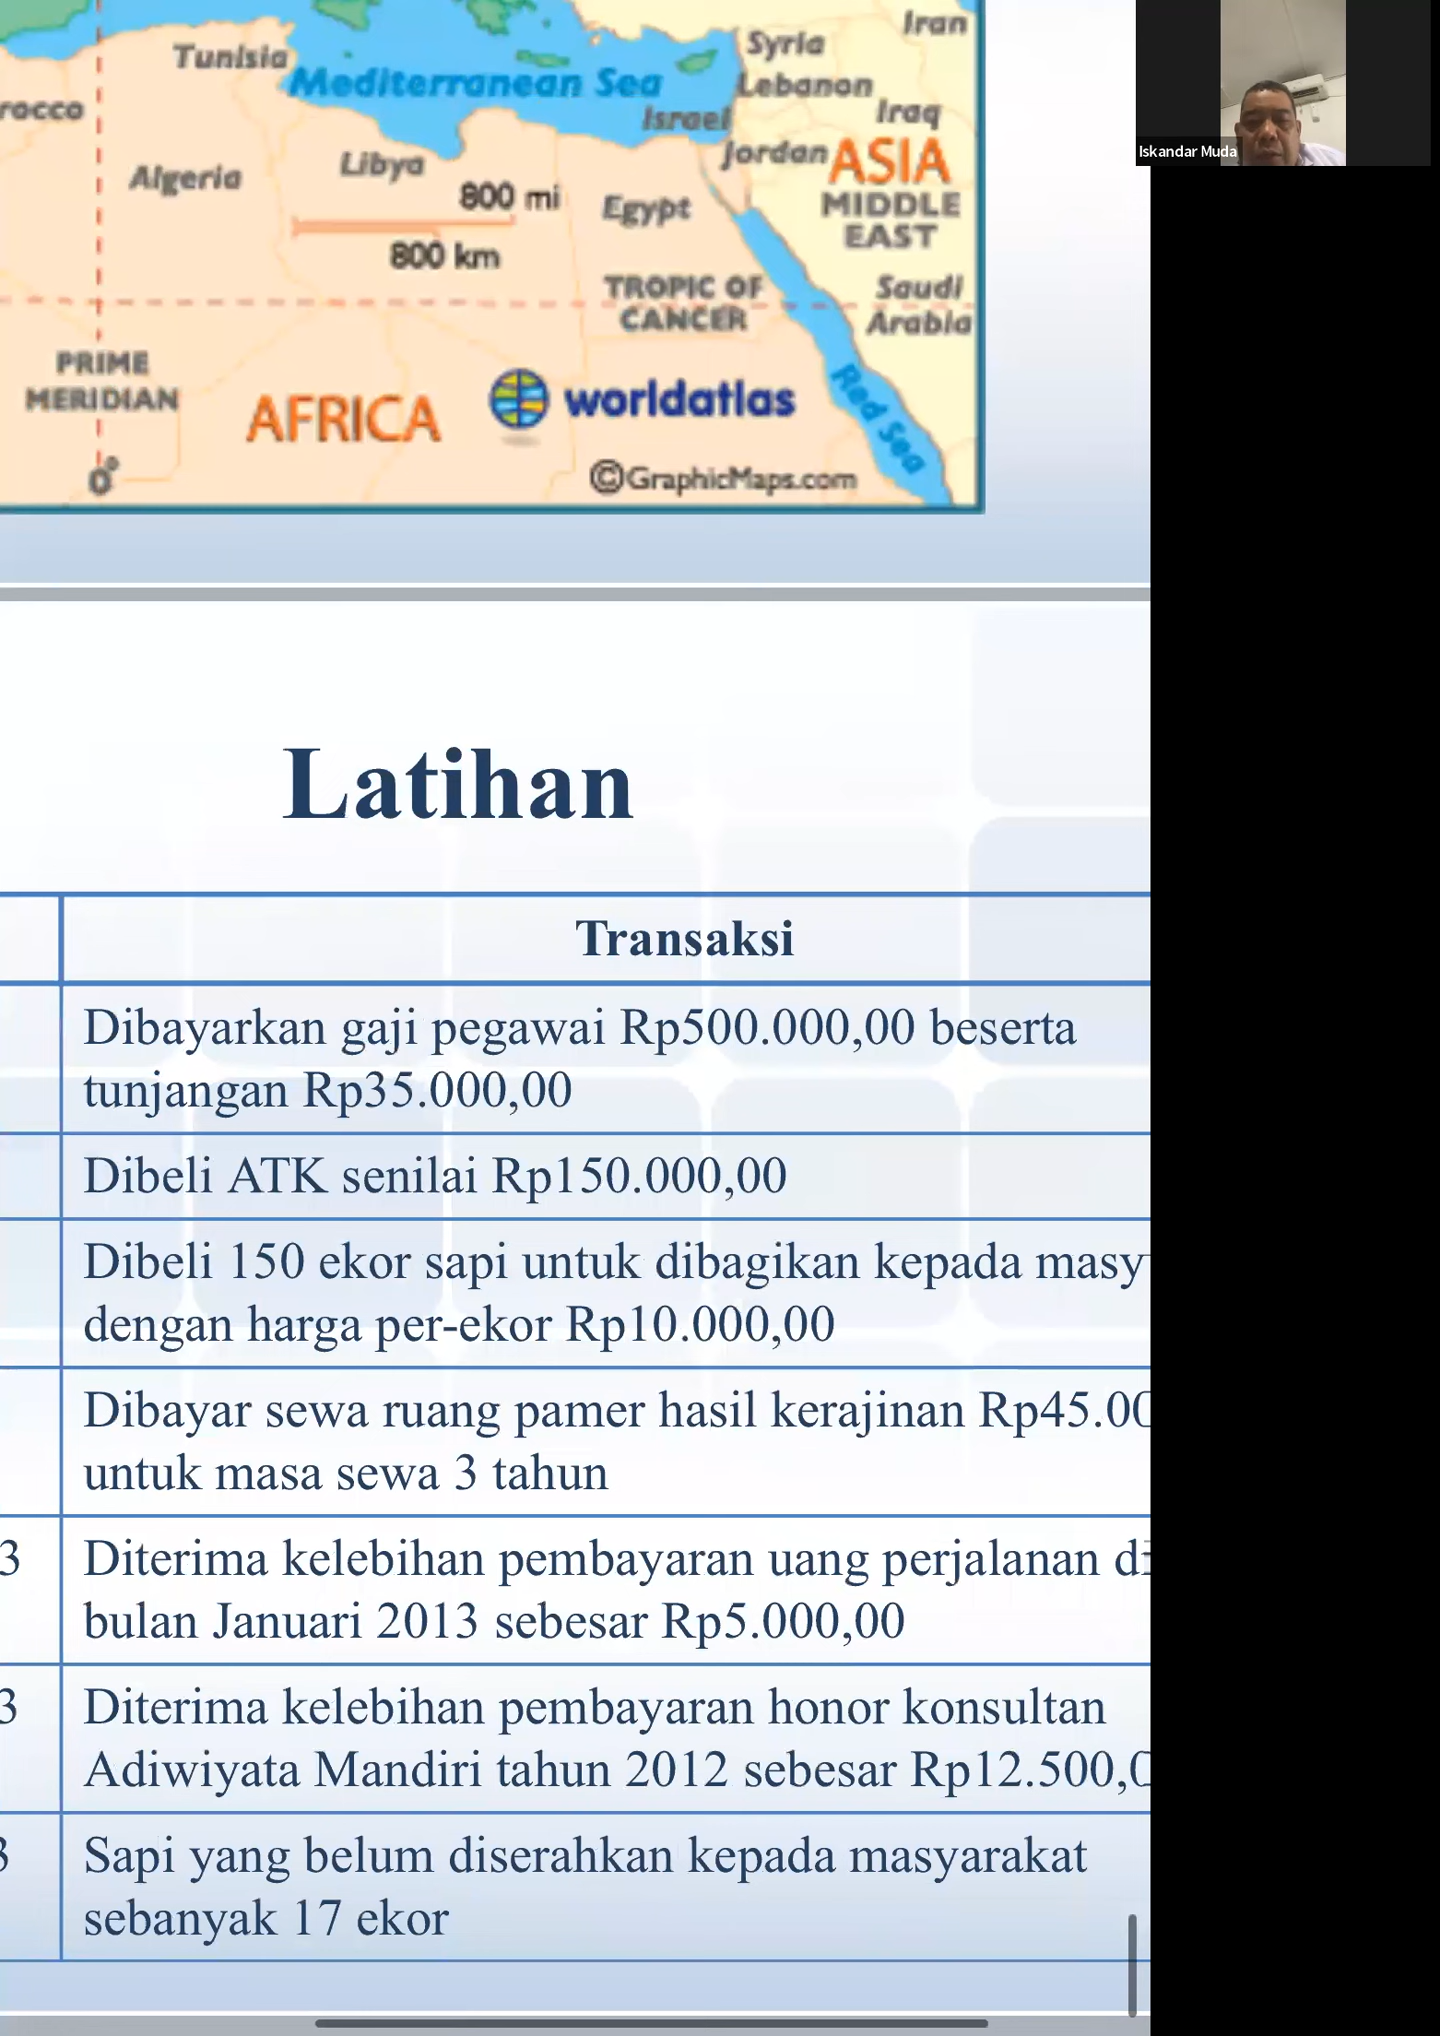 Iran
Tunisia
Syria
Mediterranean Sea
Lebanon
rocco
Israel
Iraq
Iskandar Muda
Algeria
Libya
Jordan
ASIA
800 mi
Egypt
MIDDLE
EAST
800 km
TROPIC OF
CANCER
Saudi
Arabia
PRIME
MERIDIAN
AFRICA
worldatlas
Red Sea
0°
©GraphicMaps.com
Latihan
Transaksi
Dibayarkan gaji pegawai Rp500.000,00 beserta
tunjangan Rp35.000,00
Dibeli ATK senilai Rp150.000,00
Dibeli 150 ekor sapi untuk dibagikan kepada masy
dengan harga per-ekor Rp10.000,00
Dibayar sewa ruang pamer hasil kerajinan Rp45.00
untuk masa sewa 3 tahun
3
Diterima kelebihan pembayaran uang perjalanan di
bulan Januari 2013 sebesar Rp5.000,00
3
Diterima kelebihan pembayaran honor konsultan
Adiwiyata Mandiri tahun 2012 sebesar Rp12.500,0
3
Sapi yang belum diserahkan kepada masyarakat
sebanyak 17 ekor